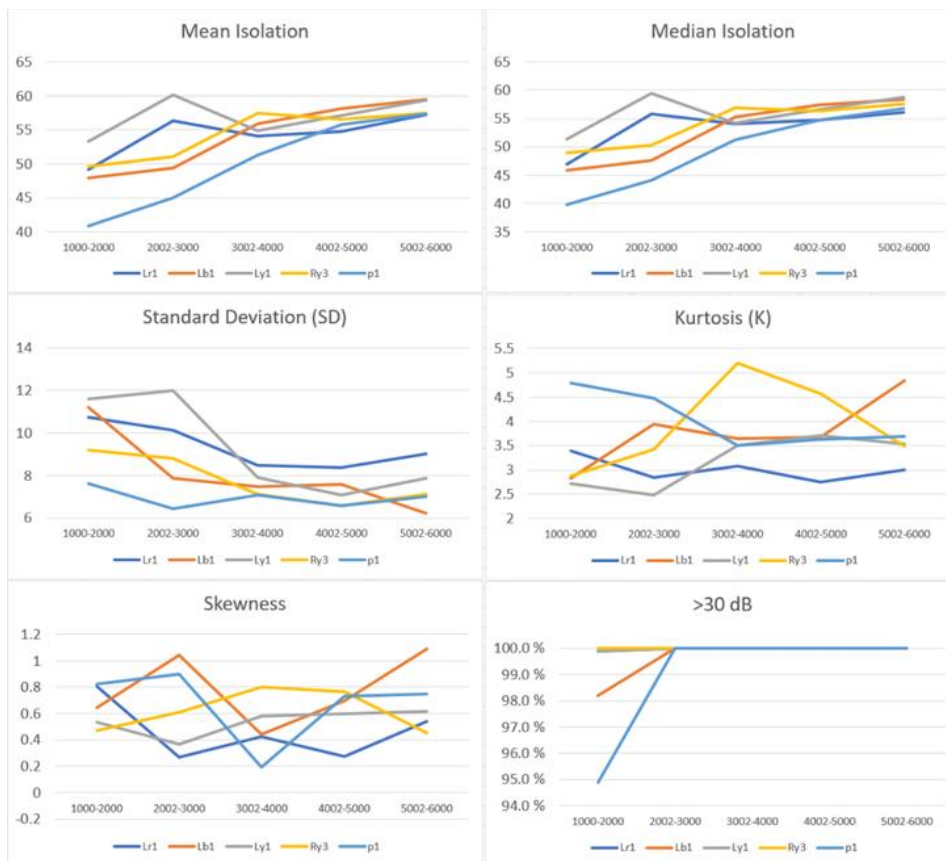 Mean Isolation
65
60
55
50
45
40
1000-2000 2002-3000 3002-4000 4002-5000 5002-6000
Lr1 Lb1 Ly1 Ry3 p1
Median Isolation
65
60
55
50
45
40
35
1000-2000 2002-3000 3002-4000 4002-5000 5002-6000
Lr1 Lb1 Ly1 Ry3 p1
Standard Deviation (SD)
14
12
10
8
6
1000-2000 2002-3000 3002-4000 4002-5000 5002-6000
Lr1 Lb1 Ly1 Ry3 p1
Kurtosis (K)
5.5
5
4.5
4
3.5
3
2.5
2
1000-2000 2002-3000 3002-4000 4002-5000 5002-6000
Lr1 Lb1 Ly1 Ry3 p1
Skewness
1.2
1
0.8
0.6
0.4
0.2
0
-0.2
1000-2000 2002-3000 3002-4000 4002-5000 5002-6000
Lr1 Lb1 Ly1 Ry3 p1
>30 dB
100.0 %
99.0 %
98.0 %
97.0 %
96.0 %
95.0 %
94.0 %
1000-2000 2002-3000 3002-4000 4002-5000 5002-6000
Lr1 Lb1 Ly1 Ry3 p1